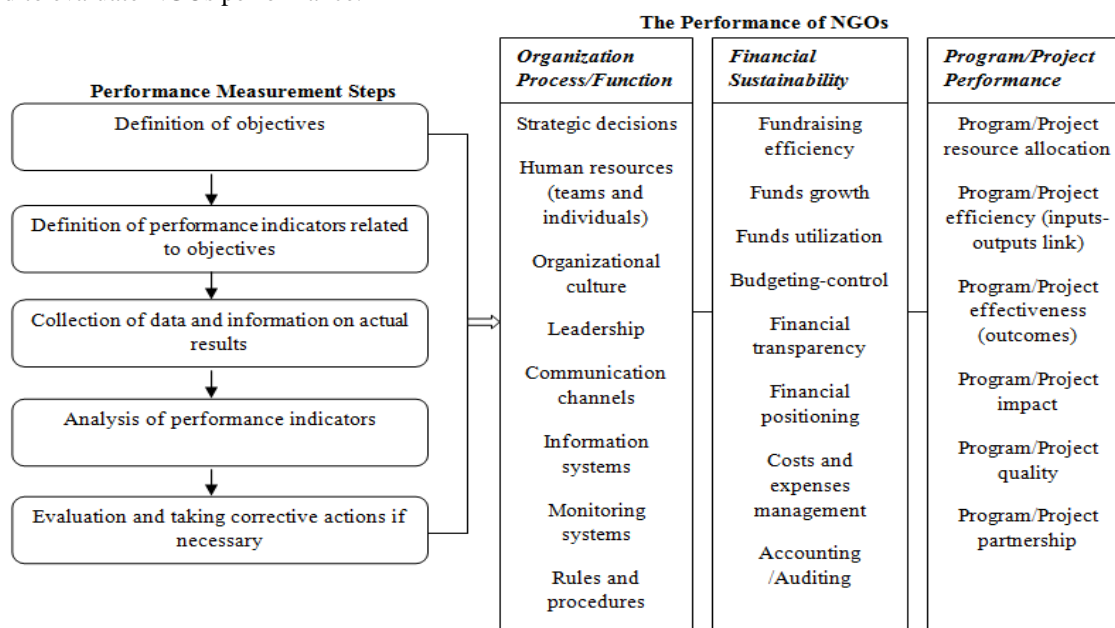 to evaluate NGOs performance.
The Performance of NGOs
Performance Measurement Steps
Definition of objectives
Definition of performance indicators related
to objectives
Collection of data and information on actual
results
Analysis of performance indicators
Evaluation and taking corrective actions if
necessary
Organization
Process/Function
Strategic decisions
Human resources
(teams and
individuals)
Organizational
culture
Leadership
Communication
channels
Information
systems
Monitoring
systems
Rules and
procedures
Financial
Sustainability
Fundraising
efficiency
Funds growth
Funds utilization
Budgeting-control
Financial
transparency
Financial
positioning
Costs and
expenses
management
Accounting
/Auditing
Program/Project
Performance
Program/Project
resource allocation
Program/Project
efficiency (inputs-
outputs link)
Program/Project
effectiveness
(outcomes)
Program/Project
impact
Program/Project
quality
Program/Project
partnership